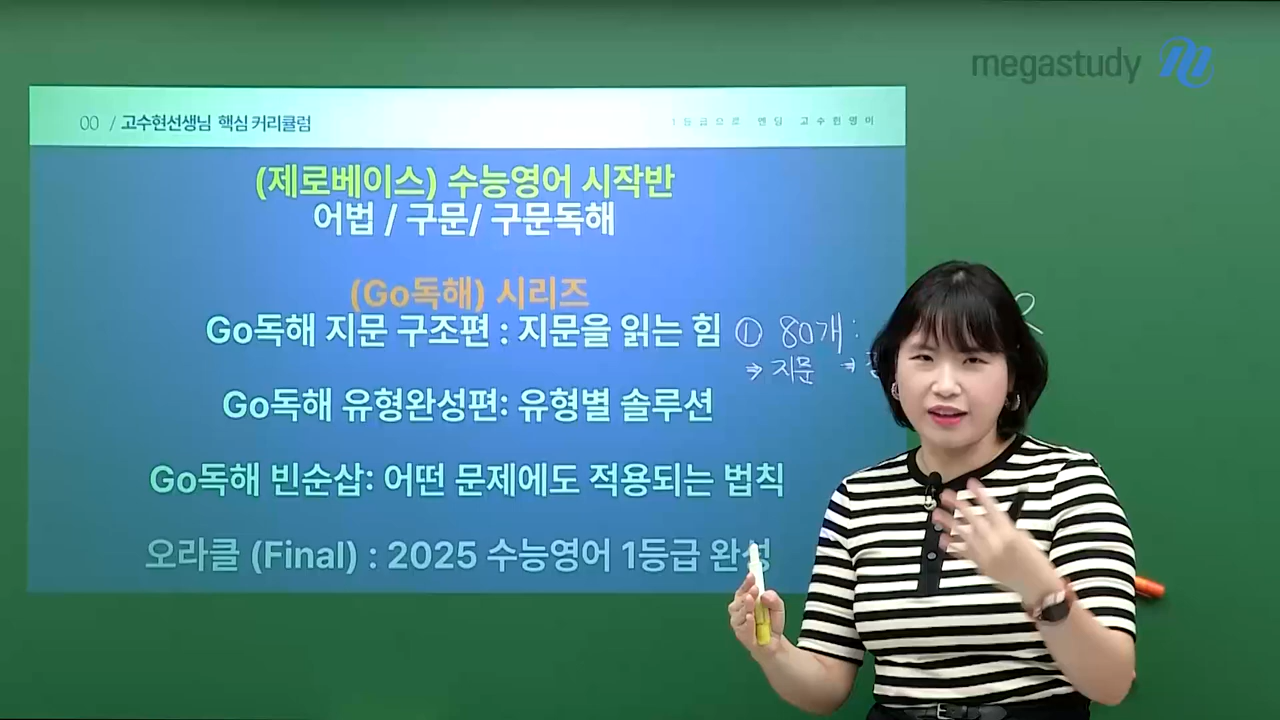 megastudy
00 / 고수현선생님 핵심 커리큘럼
1등급으로 엔딩 고수현영어
(제로베이스) 수능영어 시작반
어법 / 구문/ 구문독해
(Go독해) 시리즈
Go독해 지문 구조편 : 지문을 읽는 힘
① 80개 :
⇒ 지문 ⇒
Go독해 유형완성편: 유형별 솔루션
Go독해 빈순삽: 어떤 문제에도 적용되는 법칙
오라클 (Final) : 2025 수능영어 1등급 완성